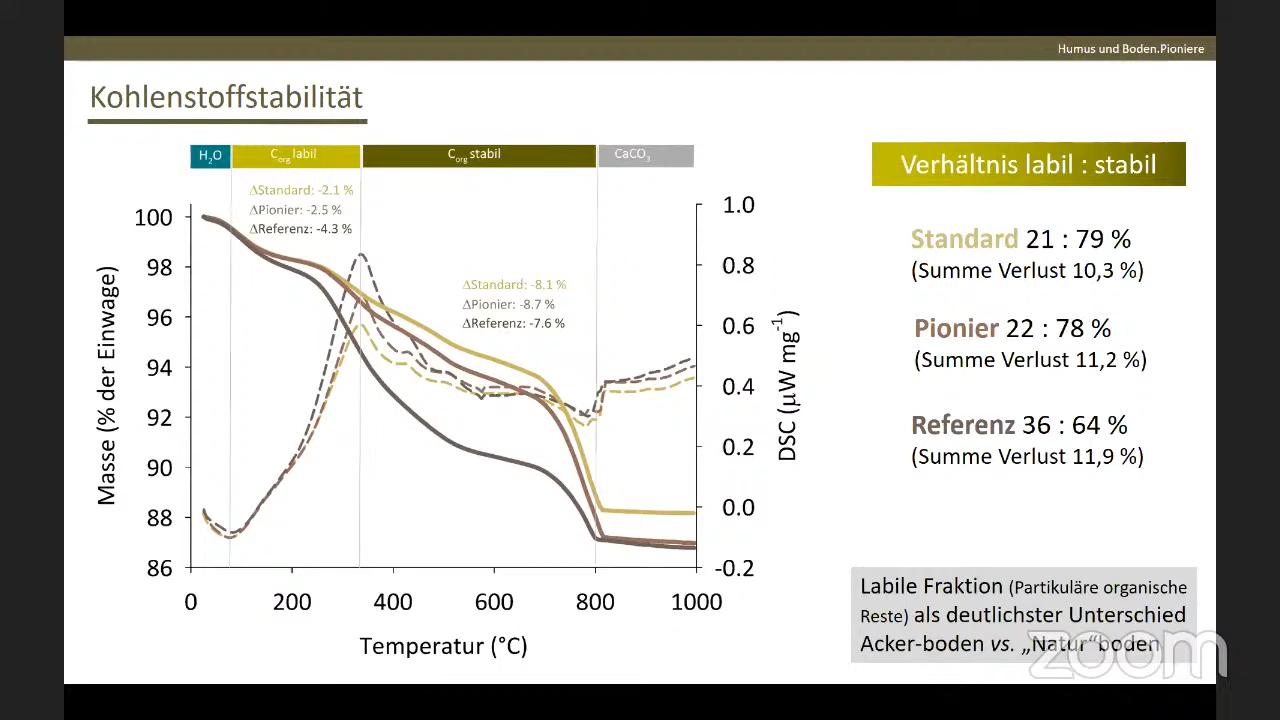 Humus und Boden.Pioniere
Kohlenstoffstabilität
H₂O
C_org labil
C_org stabil
CaCO₃
ΔStandard: -2.1 %
ΔPionier: -2.5 %
ΔReferenz: -4.3 %
ΔStandard: -8.1 %
ΔPionier: -8.7 %
ΔReferenz: -7.6 %
Masse (% der Einwage)
100
98
96
94
92
90
88
86
1.0
0.8
0.6
0.4
0.2
0.0
-0.2
DSC (µW mg⁻¹)
0
200
400
600
800
1000
Temperatur (°C)
Verhältnis labil : stabil
Standard 21 : 79 %
(Summe Verlust 10,3 %)
Pionier 22 : 78 %
(Summe Verlust 11,2 %)
Referenz 36 : 64 %
(Summe Verlust 11,9 %)
Labile Fraktion (Partikuläre organische
Reste) als deutlichster Unterschied
Acker-boden vs. „Natur“boden
zoom